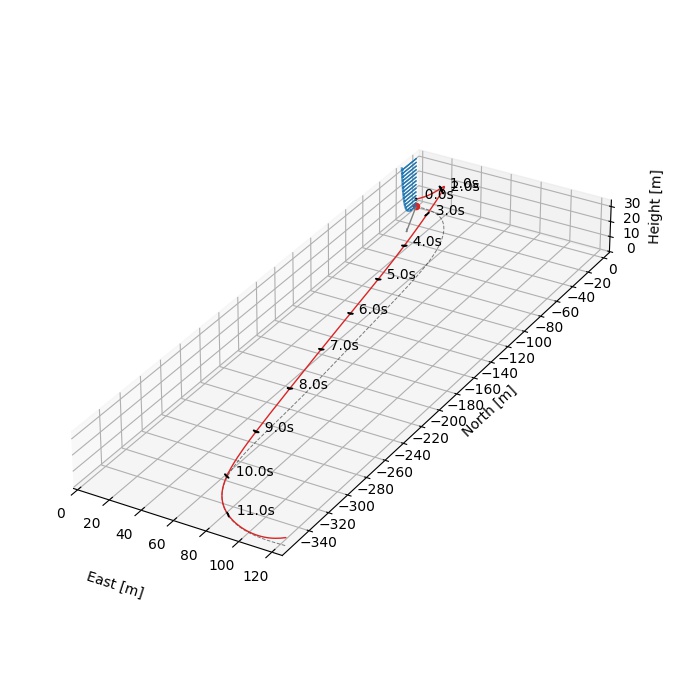 1.0s
2.0s
0.0s
3.0s
4.0s
5.0s
6.0s
7.0s
8.0s
9.0s
10.0s
11.0s
30
20
10
0
Height [m]
0
−20
−40
−60
−80
−100
−120
−140
−160
−180
−200
−220
−240
−260
−280
−300
−320
−340
North [m]
0
20
40
60
80
100
120
East [m]